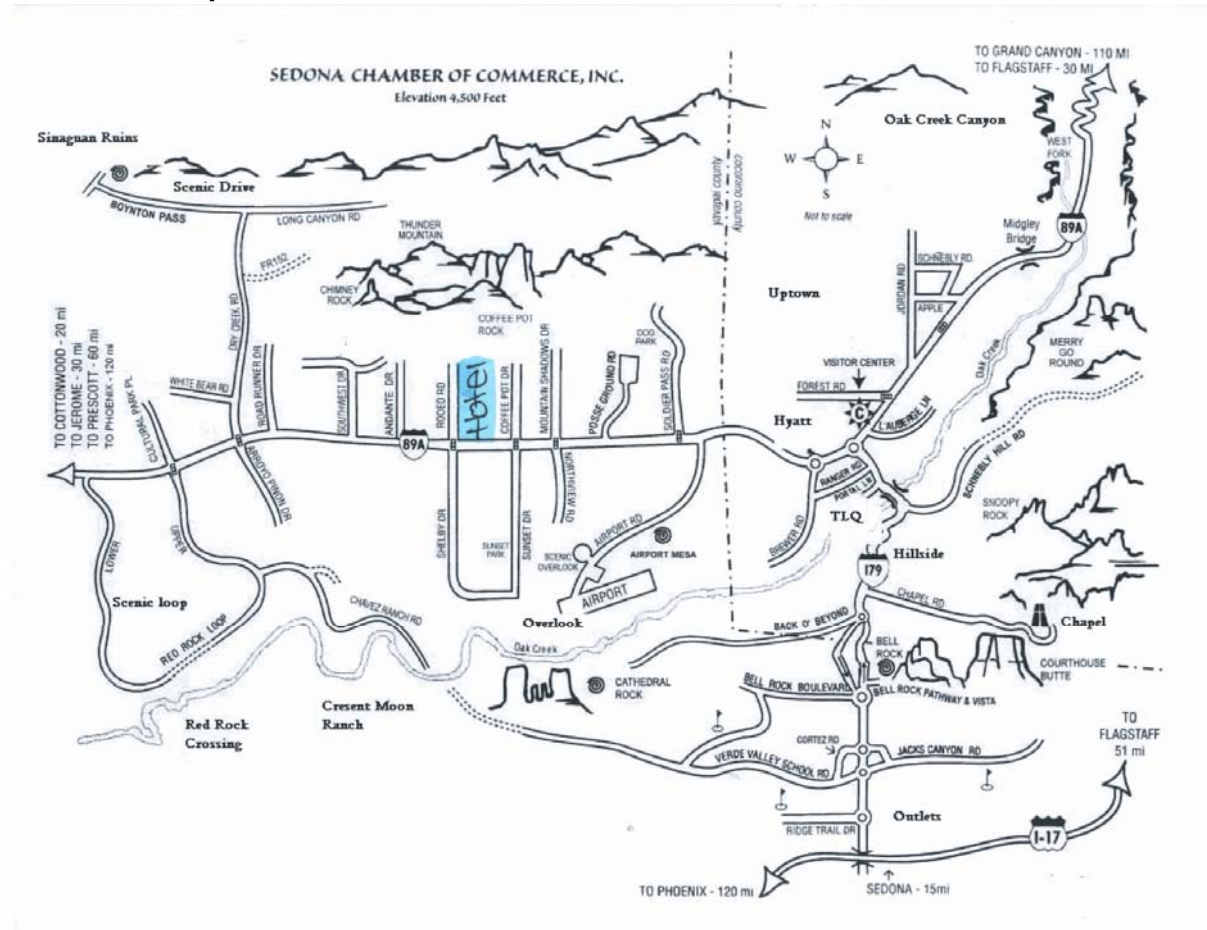 SEDONA CHAMBER OF COMMERCE, INC.
Elevation 4,500 Feet
TO GRAND CANYON - 110 MI
TO FLAGSTAFF - 30 MI
Oak Creek Canyon
Sinaguan Ruins
Scenic Drive
BOYNTON PASS
LONG CANYON RD
FR152
DRY CREEK RD
THUNDER
MOUNTAIN
CHIMNEY
ROCK
COFFEE POT
ROCK
yavapai county
coconino county
N
W
E
S
Not to scale
WEST
FORK
89A
Midgley
Bridge
SCHNEBLY RD.
JORDAN RD
APPLE
Uptown
Oak Creek
MERRY
GO
ROUND
VISITOR CENTER
FOREST RD
C
L'AUBERGE LN
Hyatt
TO COTTONWOOD - 20 mi
TO JEROME - 30 mi
TO PRESCOTT - 60 mi
TO PHOENIX - 120 mi
CULTURAL PARK PL
WHITE BEAR RD
ROAD RUNNER DR
SOUTHWEST DR
ANDANTE DR
89A
RODEO RD
Hotel
COFFEE POT DR
MOUNTAIN SHADOWS DR
POSSE GROUND RD
DOG
PARK
SOLDIER PASS RD
ARROYO PINON DR
SHELBY DR
SUNSET
PARK
SUNSET DR
NORTHVIEW RD
AIRPORT RD
SCENIC
OVERLOOK
AIRPORT MESA
AIRPORT
Overlook
RANGER RD
PORTAL LN
BREWER RD
TLQ
SCHNEBLY HILL RD
SNOOPY
ROCK
Hillside
179
CHAPEL RD
Chapel
LOWER
UPPER
Scenic loop
RED ROCK LOOP
CHAVEZ RANCH RD
Oak Creek
BACK O' BEYOND
BELL
ROCK
COURTHOUSE
BUTTE
CATHEDRAL
ROCK
BELL ROCK BOULEVARD
BELL ROCK PATHWAY & VISTA
Red Rock
Crossing
Cresent Moon
Ranch
CORTEZ RD
JACKS CANYON RD
VERDE VALLEY SCHOOL RD
TO
FLAGSTAFF
51 mi
Outlets
RIDGE TRAIL DR
I-17
TO PHOENIX - 120 mi
SEDONA - 15mi